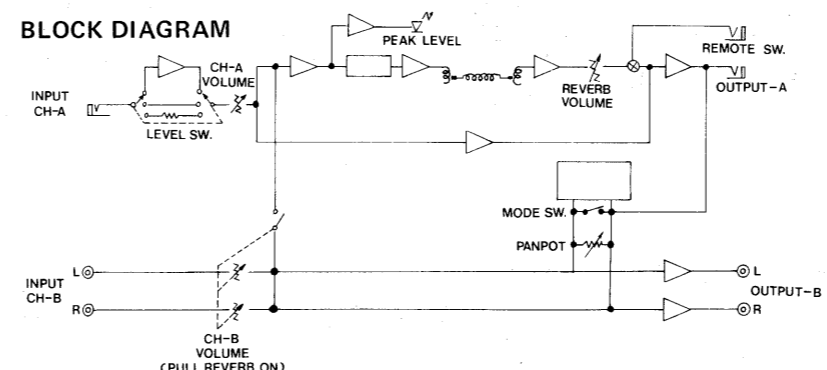 BLOCK DIAGRAM
PEAK LEVEL
REMOTE SW.
CH-A
VOLUME
INPUT
CH-A
LEVEL SW.
REVERB
VOLUME
OUTPUT-A
MODE SW.
PANPOT
INPUT
CH-B
L
R
L
R
OUTPUT-B
CH-B
VOLUME
(PULL REVERB ON)